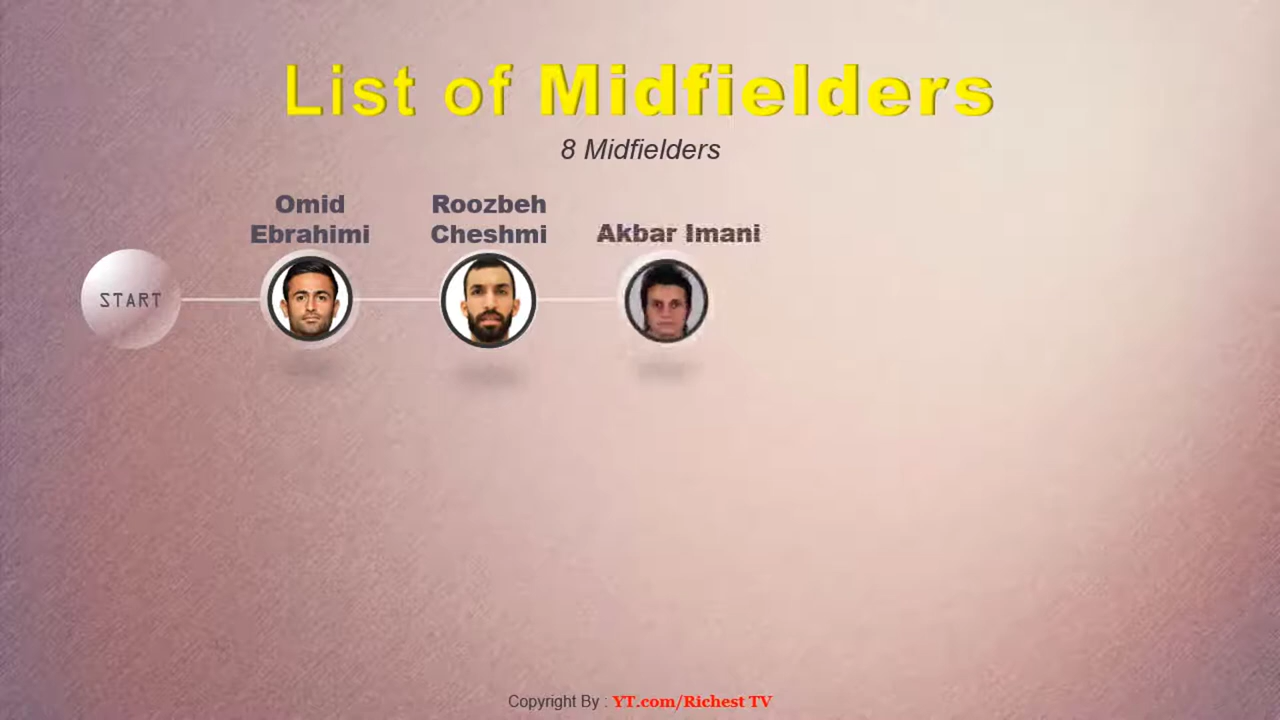 List of Midfielders
8 Midfielders
Omid
Ebrahimi
Roozbeh
Cheshmi
Akbar Imani
START
Copyright By : YT.com/Richest TV